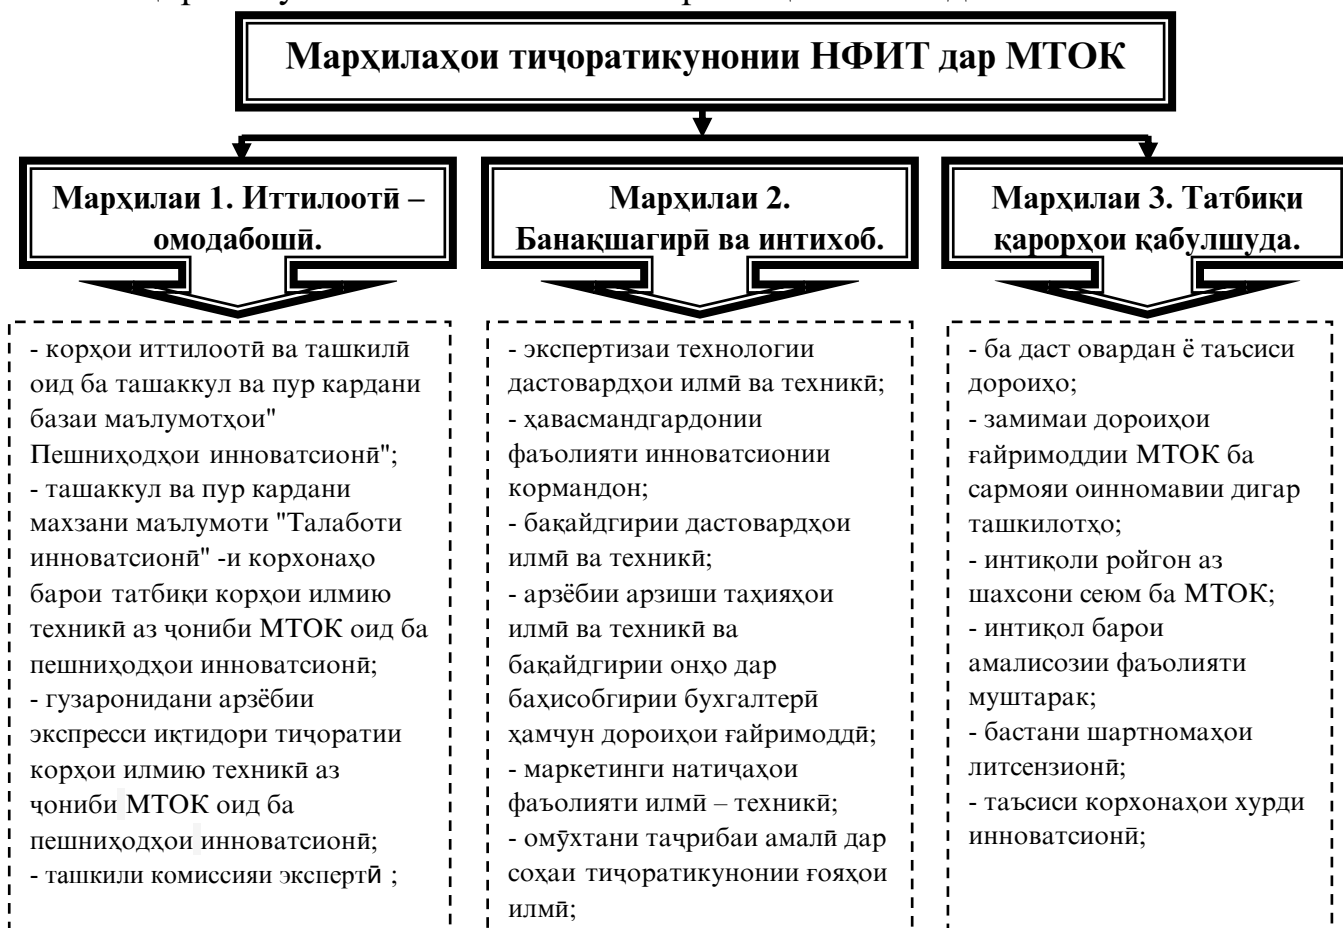 Марҳилаҳои тиҷоратикунонии НФИТ дар МТОК
Марҳилаи 1. Иттилоотӣ –
омодабошӣ.
- корҳои иттилоотӣ ва ташкилӣ
оид ба ташаккул ва пур кардани
базаи маълумотҳои"
Пешниҳодҳои инноватсионӣ";
- ташаккул ва пур кардани
махзани маълумоти "Талаботи
инноватсионӣ" -и корхонаҳо
барои татбиқи корҳои илмию
техникӣ аз ҷониби МТОК оид ба
пешниҳодҳои инноватсионӣ;
- гузаронидани арзёбии
экспресси иқтидори тиҷоратии
корҳои илмию техникӣ аз
ҷониби МТОК оид ба
пешниҳодҳои инноватсионӣ;
- ташкили комиссияи экспертӣ ;
Марҳилаи 2.
Банақшагирӣ ва интихоб.
- экспертизаи технологии
дастовардҳои илмӣ ва техникӣ;
- ҳавасмандгардонии
фаъолияти инноватсионии
кормандон;
- бақайдгирии дастовардҳои
илмӣ ва техникӣ;
- арзёбии арзиши таҳияҳои
илмӣ ва техникӣ ва
бақайдгирии онҳо дар
баҳисобгирии бухгалтерӣ
ҳамчун дороиҳои ғайримоддӣ;
- маркетинги натиҷаҳои
фаъолияти илмӣ – техникӣ;
- омӯхтани таҷрибаи амалӣ дар
соҳаи тиҷоратикунонии ғояҳои
илмӣ;
Марҳилаи 3. Татбиқи
қарорҳои қабулшуда.
- ба даст овардан ё таъсиси
дороиҳо;
- замимаи дороиҳои
ғайримоддии МТОК ба
сармояи оинномавии дигар
ташкилотҳо;
- интиқоли ройгон аз
шахсони сеюм ба МТОК;
- интиқол барои
амалисозии фаъолияти
муштарак;
- бастани шартномаҳои
литсензионӣ;
- таъсиси корхонаҳои хурди
инноватсионӣ;